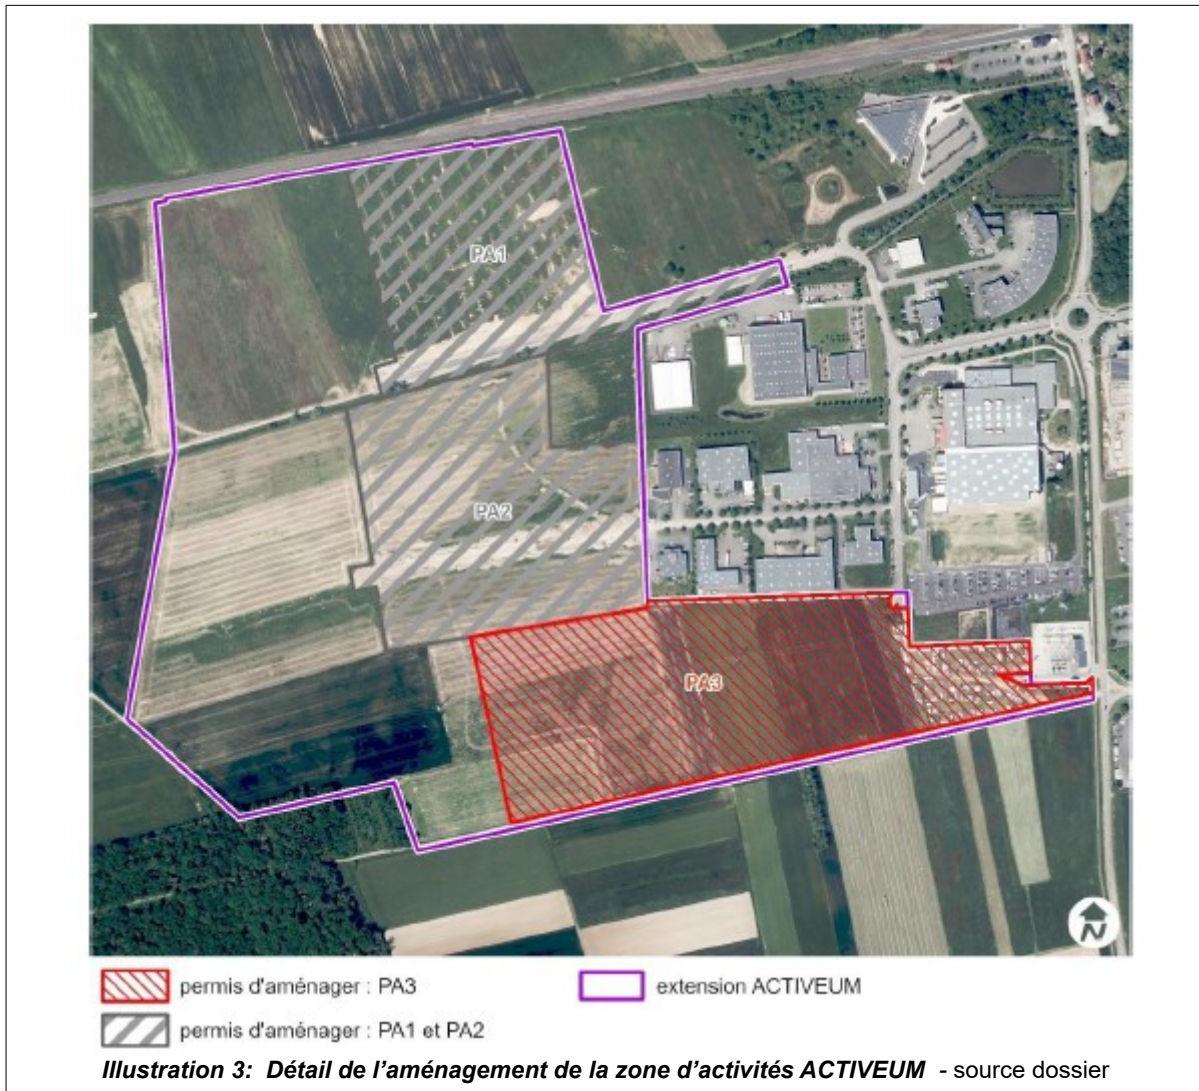 PA1
PA2
PA3
N
permis d'aménager : PA3
extension ACTIVEUM
permis d'aménager : PA1 et PA2
Illustration 3: Détail de l'aménagement de la zone d'activités ACTIVEUM - source dossier